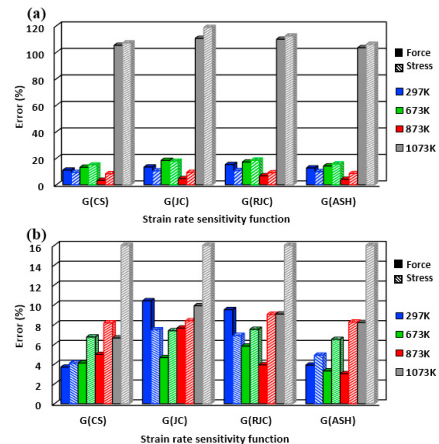 (a)
120
100
80
60
40
20
0
Error (%)
G(CS) G(JC) G(RJC) G(ASH)
Strain rate sensitivity function
Force
Stress
297K
673K
873K
1073K
(b)
16
14
12
10
8
6
4
2
0
Error (%)
G(CS) G(JC) G(RJC) G(ASH)
Strain rate sensitivity function
Force
Stress
297K
673K
873K
1073K